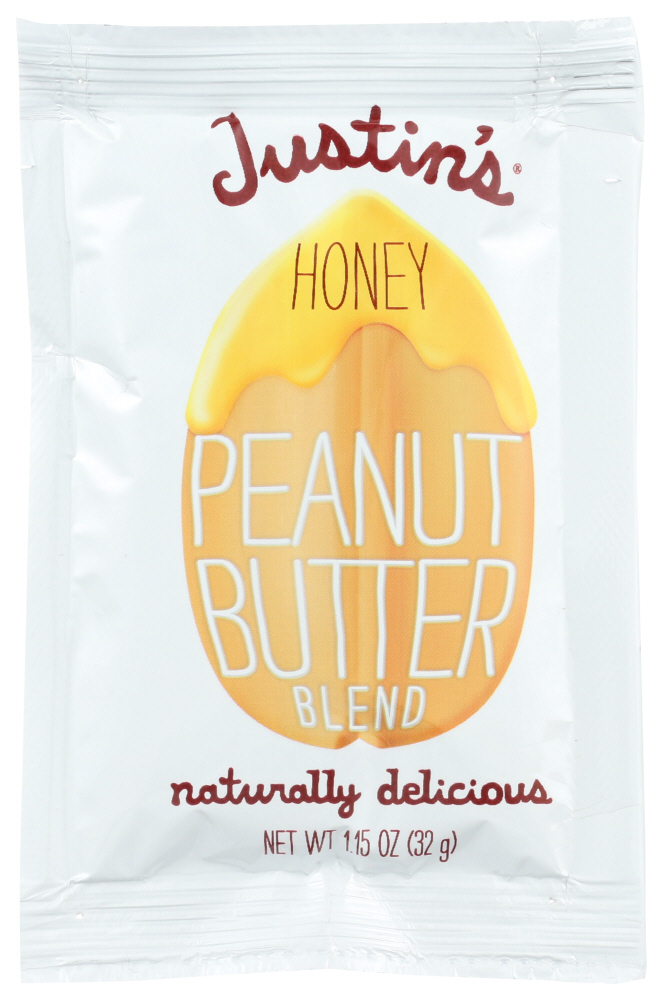 Justin's®
HONEY
PEANUT
BUTTER
BLEND
naturally delicious
NET WT 1.15 OZ (32 g)